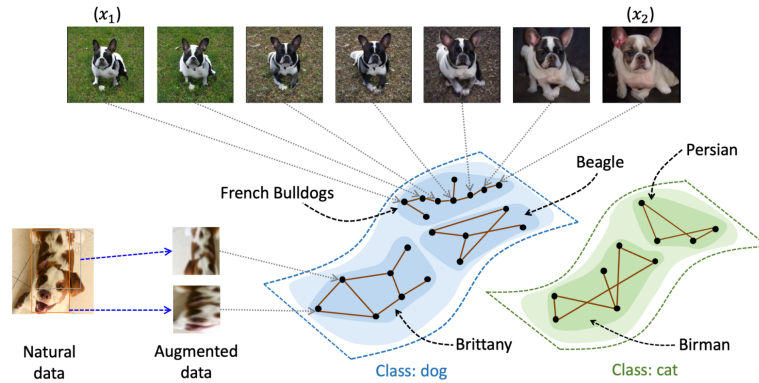 (x₁)
(x₂)
Persian
Beagle
French Bulldogs
Brittany
Birman
Natural
data
Augmented
data
Class: dog
Class: cat